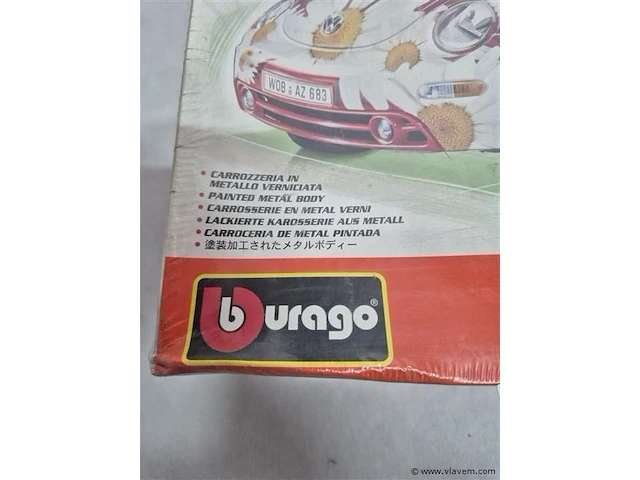 WOB AZ 683
• CARROZZERIA IN
METALLO VERNICIATA
• PAINTED METAL BODY
• CARROSSERIE EN METAL VERNI
• LACKIERTE KAROSSERIE AUS METALL
• CARROCERIA DE METAL PINTADA
• 塗装加工されたメタルボディー
burago®
© www.vlavem.com